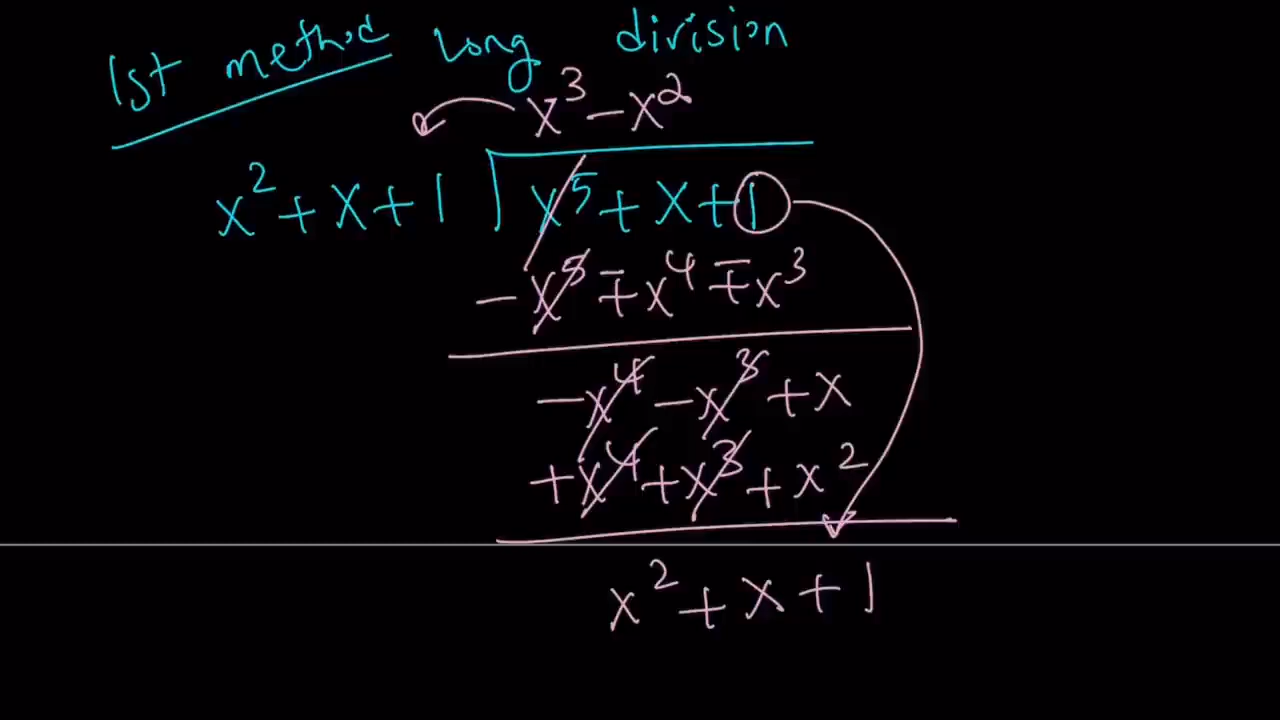 1st method long division
x³ - x²
x² + x + 1 x⁵ + x + 1
- x⁵ ∓ x⁴ ∓ x³
- x⁴ - x³ + x
+ x⁴ + x³ + x²
x² + x + 1